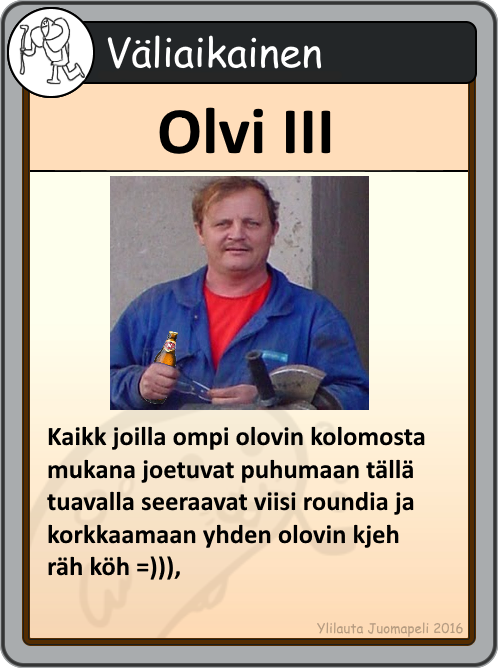 Väliaikainen
Olvi III
Kaikk joilla ompi olovin kolomosta
mukana joetuvat puhumaan tällä
tuavalla seeraavat viisi roundia ja
korkkaamaan yhden olovin kjeh
räh köh =))),
Ylilauta Juomapeli 2016